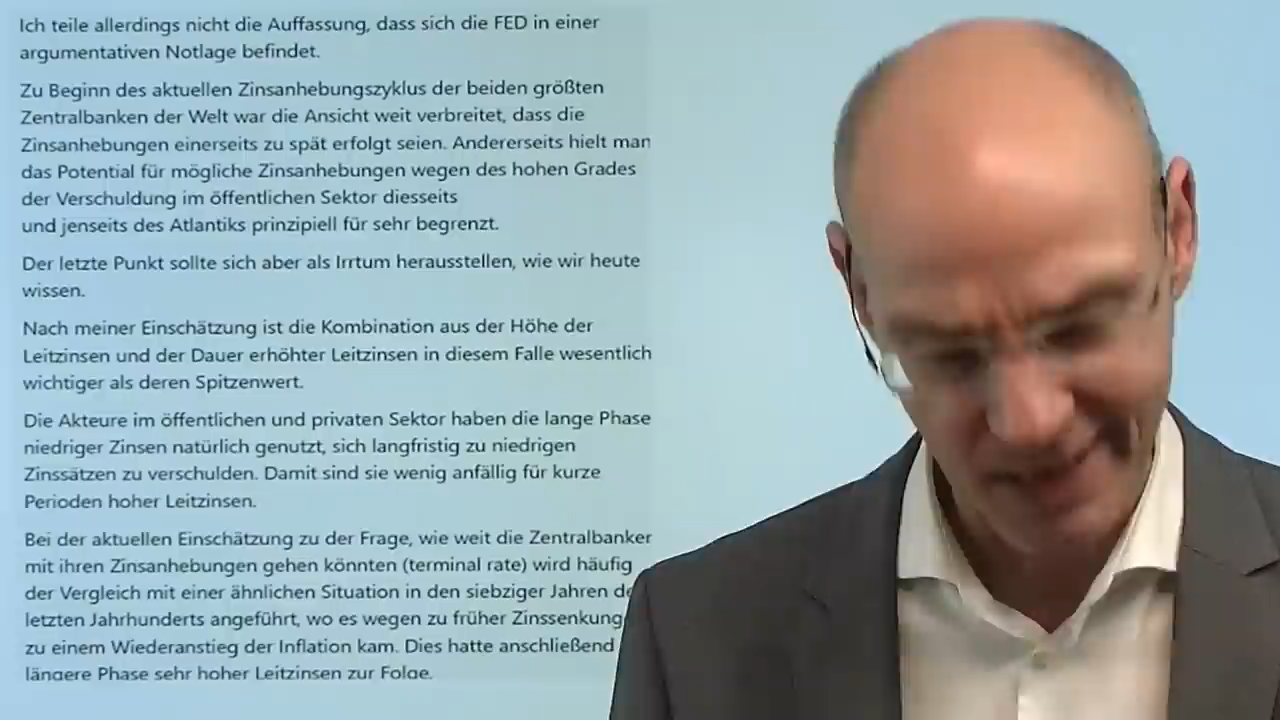 Ich teile allerdings nicht die Auffassung, dass sich die FED in einer
argumentativen Notlage befindet.
Zu Beginn des aktuellen Zinsanhebungszyklus der beiden größten
Zentralbanken der Welt war die Ansicht weit verbreitet, dass die
Zinsanhebungen einerseits zu spät erfolgt seien. Andererseits hielt man
das Potential für mögliche Zinsanhebungen wegen des hohen Grades
der Verschuldung im öffentlichen Sektor diesseits
und jenseits des Atlantiks prinzipiell für sehr begrenzt.
Der letzte Punkt sollte sich aber als Irrtum herausstellen, wie wir heute
wissen.
Nach meiner Einschätzung ist die Kombination aus der Höhe der
Leitzinsen und der Dauer erhöhter Leitzinsen in diesem Falle wesentlich
wichtiger als deren Spitzenwert.
Die Akteure im öffentlichen und privaten Sektor haben die lange Phase
niedriger Zinsen natürlich genutzt, sich langfristig zu niedrigen
Zinssätzen zu verschulden. Damit sind sie wenig anfällig für kurze
Perioden hoher Leitzinsen.
Bei der aktuellen Einschätzung zu der Frage, wie weit die Zentralbanken
mit ihren Zinsanhebungen gehen könnten (terminal rate) wird häufig
der Vergleich mit einer ähnlichen Situation in den siebziger Jahren
letzten Jahrhunderts angeführt, wo es wegen zu früher Zinssenkung
zu einem Wiederanstieg der Inflation kam. Dies hatte anschließend
längere Phase sehr hoher Leitzinsen zur Folge.